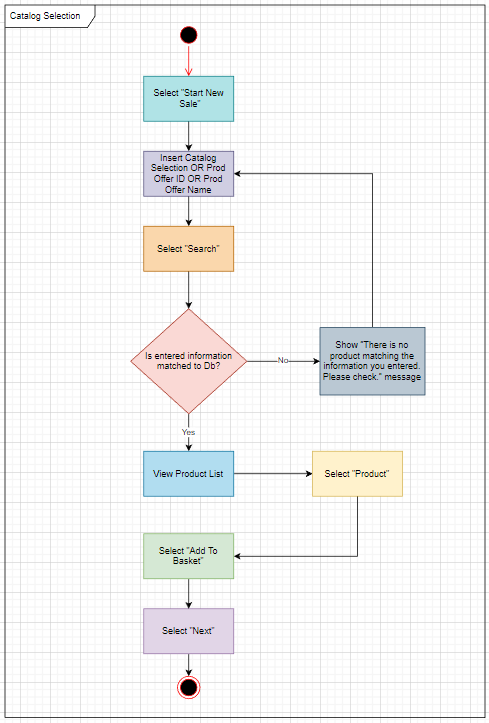 Catalog Selection
Select "Start New
Sale"
Insert Catalog
Selection OR Prod
Offer ID OR Prod
Offer Name
Select "Search"
Is entered information
matched to Db?
No
Show "There is no
product matching the
information you entered.
Please check." message
Yes
View Product List
Select "Product"
Select "Add To
Basket"
Select "Next"